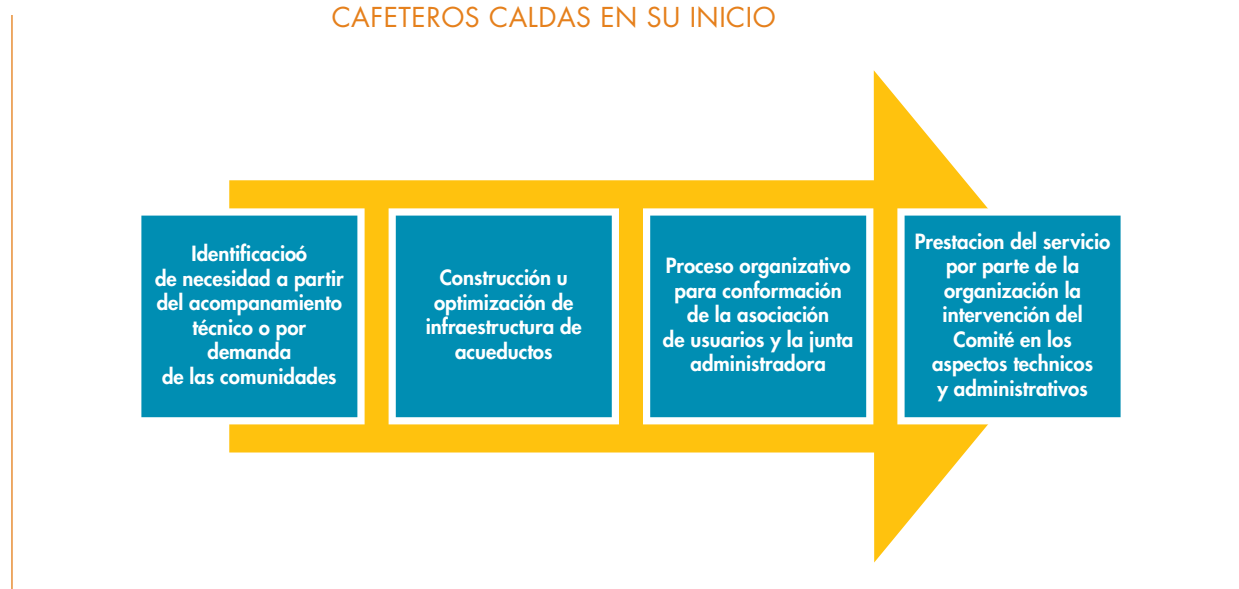 CAFETEROS CALDAS EN SU INICIO
Identificacioó
de necesidad a partir
del acompanamiento
técnico o por
demanda
de las comunidades
Construcción u
optimización de
infraestructura de
acueductos
Proceso organizativo
para conformación
de la asociación
de usuarios y la junta
administradora
Prestacion del servicio
por parte de la
organización la
intervención del
Comité en los
aspectos technicos
y administrativos